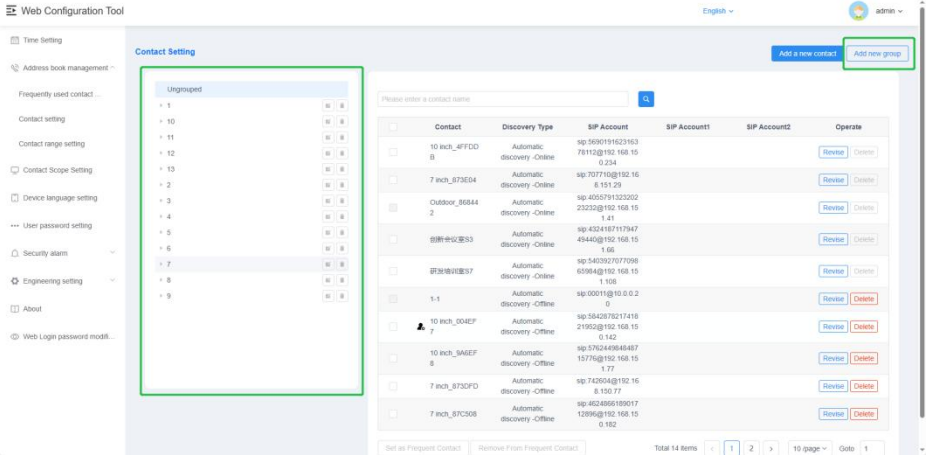 Web Configuration Tool
English
admin
Time Setting
Address book management
Frequently used contact ...
Contact setting
Contact range setting
Contact Scope Setting
Device language setting
User password setting
Security alarm
Engineering setting
About
Web Login password modifi...
Contact Setting
Add a new contact
Add new group
Ungrouped
1
10
11
12
13
2
3
4
5
6
7
8
9
Please enter a contact name
Contact Discovery Type SIP Account SIP Account1 SIP Account2 Operate
10 inch_4FFDD
B
Automatic
discovery -Online
sip:5690191623163
78112@192.168.15
0.234
Revise Delete
7 inch_873E04
Automatic
discovery -Online
sip:707710@192.16
8.151.29
Revise Delete
Outdoor_86844
2
Automatic
discovery -Online
sip:4055791323202
23232@192.168.15
1.41
Revise Delete
创新会议室S3
Automatic
discovery -Online
sip:4324187117947
49440@192.168.15
1.66
Revise Delete
研发培训室S7
Automatic
discovery -Online
sip:5403927077098
65984@192.168.15
1.108
Revise Delete
1-1
Automatic
discovery -Offline
sip:00011@10.0.0.2
0
Revise Delete
10 inch_004EF
7
Automatic
discovery -Offline
sip:5842878217418
21952@192.168.15
0.142
Revise Delete
10 inch_9A6EF
8
Automatic
discovery -Offline
sip:5762449848487
15776@192.168.15
1.77
Revise Delete
7 inch_873DFD
Automatic
discovery -Offline
sip:742604@192.16
8.150.77
Revise Delete
7 inch_87C508
Automatic
discovery -Offline
sip:4624866189017
12896@192.168.15
0.182
Revise Delete
Set as Frequent Contact Remove From Frequent Contact
Total 14 items < 1 2 > 10 /page Goto 1